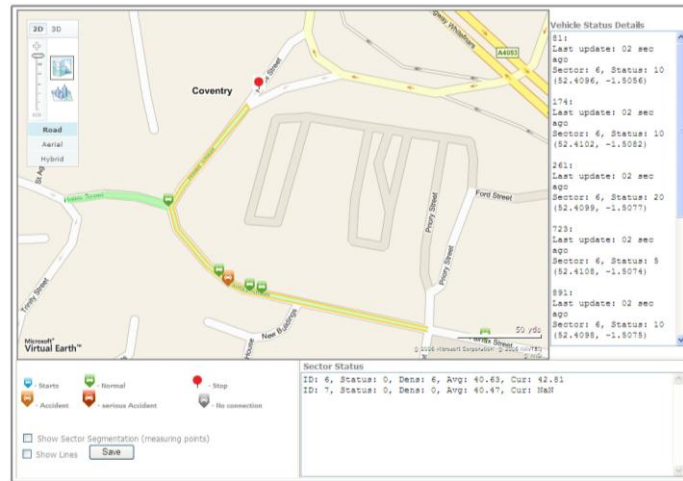 2D 3D
Road
Aerial
Hybrid
Coventry
A4053
Ford Street
Priory Street
Priory Street
New Buildings
House
Trinity Street
Hales Street
50 yds
Microsoft®
Virtual Earth™
Vehicle Status Details
81:
Last update: 02 sec
ago
Sector: 6, Status: 10
(52.4096, -1.5056)
174:
Last update: 02 sec
ago
Sector: 6, Status: 10
(52.4102, -1.5082)
261:
Last update: 02 sec
ago
Sector: 6, Status: 20
(52.4099, -1.5077)
723:
Last update: 02 sec
ago
Sector: 6, Status: 5
(52.4108, -1.5074)
891:
Last update: 02 sec
ago
Sector: 6, Status: 10
(52.4098, -1.5075)
- Starts - Normal - Stop
- Accident - serious Accident - No connection
Show Sector Segmentation (measuring points)
Show Lines Save
Sector Status
ID: 6, Status: 0, Dens: 6, Avg: 40.63, Cur: 42.81
ID: 7, Status: 0, Dens: 0, Avg: 40.47, Cur: NaN